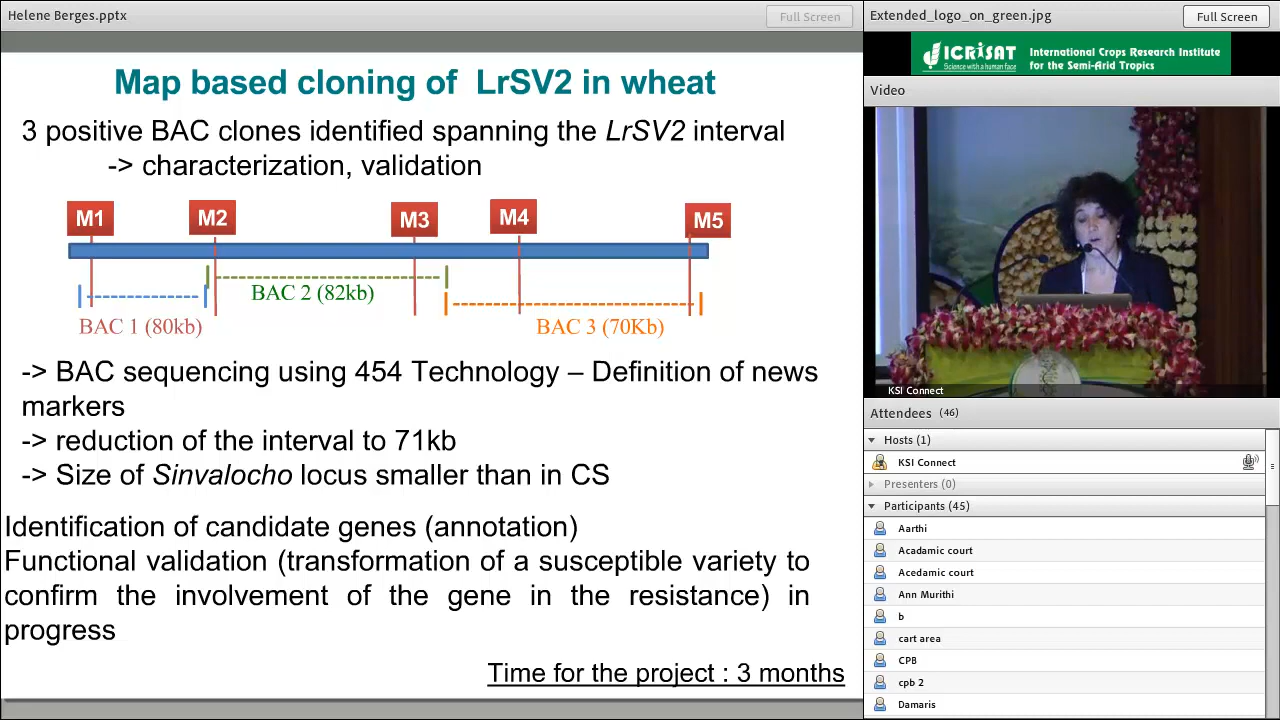 Helene Berges.pptx
Full Screen
Map based cloning of LrSV2 in wheat
3 positive BAC clones identified spanning the LrSV2 interval
-> characterization, validation
M1
M2
M3
M4
M5
BAC 1 (80kb)
BAC 2 (82kb)
BAC 3 (70Kb)
-> BAC sequencing using 454 Technology – Definition of news
markers
-> reduction of the interval to 71kb
-> Size of Sinvalocho locus smaller than in CS
Identification of candidate genes (annotation)
Functional validation (transformation of a susceptible variety to
confirm the involvement of the gene in the resistance) in
progress
Time for the project : 3 months
Extended_logo_on_green.jpg
Full Screen
ICRISAT
Science with a human face
International Crops Research Institute
for the Semi-Arid Tropics
Video
KSI Connect
Attendees (46)
Hosts (1)
KSI Connect
Presenters (0)
Participants (45)
Aarthi
Acadamic court
Acedamic court
Ann Murithi
b
cart area
CPB
cpb 2
Damaris